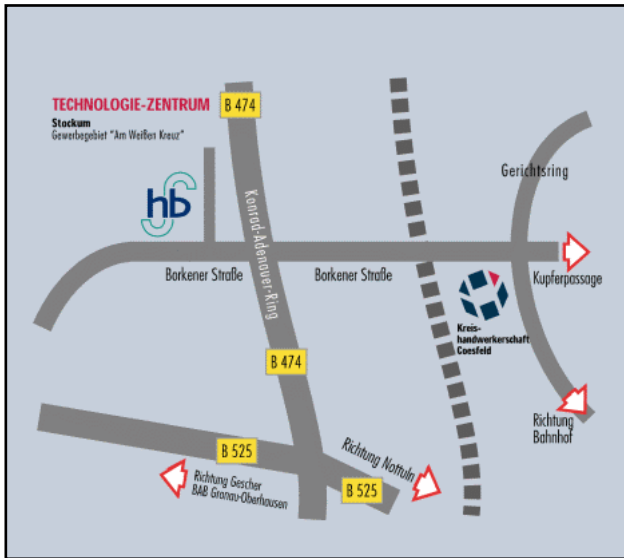 TECHNOLOGIE-ZENTRUM
B 474
Stockum
Gewerbegebiet "Am Weißen Kreuz"
hb
Gerichtsring
Konrad-Adenauer-Ring
Borkener Straße
Borkener Straße
Kupferpassage
Kreis-
handwerkerschaft
Coesfeld
B 474
Richtung
Bahnhof
B 525
Richtung Nottuln
Richtung Gescher
BAB Gronau-Oberhausen
B 525